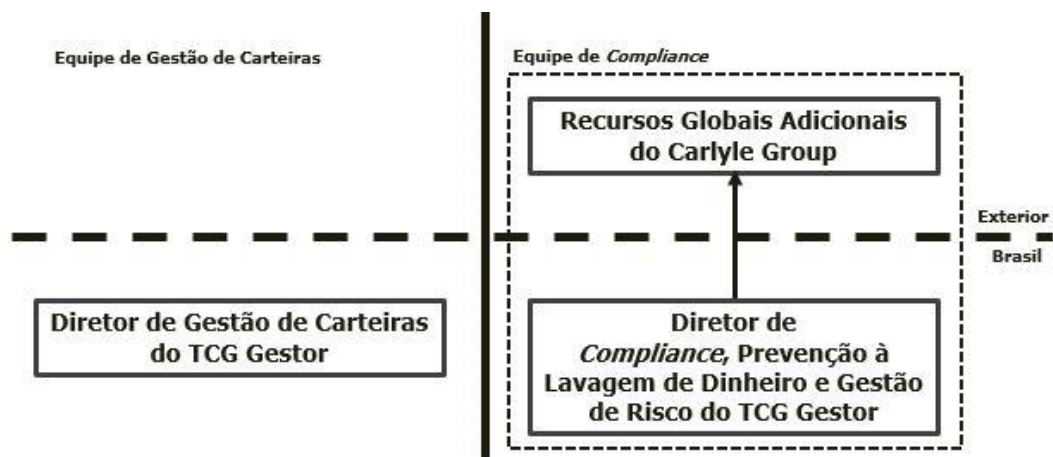 Equipe de Gestão de Carteiras
Equipe de Compliance
Recursos Globais Adicionais
do Carlyle Group
Exterior
Brasil
Diretor de Gestão de Carteiras
do TCG Gestor
Diretor de
Compliance, Prevenção à
Lavagem de Dinheiro e Gestão
de Risco do TCG Gestor